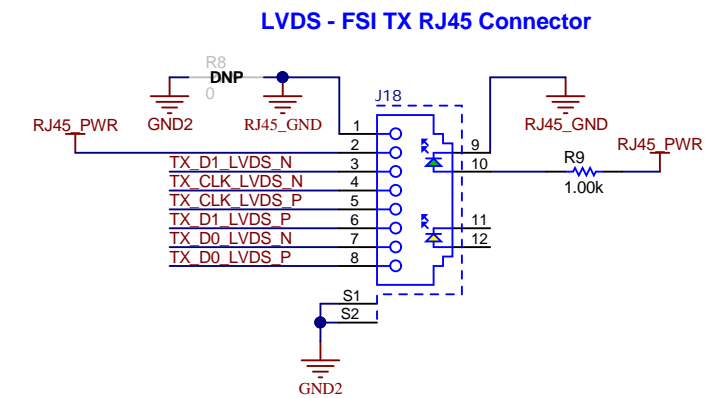 LVDS - FSI TX RJ45 Connector
R8
DNP
0
GND2
RJ45_GND
RJ45_PWR
J18
RJ45_GND
RJ45_PWR
R9
1.00k
1
2
TX_D1_LVDS_N 3
TX_CLK_LVDS_N 4
TX_CLK_LVDS_P 5
TX_D1_LVDS_P 6
TX_D0_LVDS_N 7
TX_D0_LVDS_P 8
9
10
11
12
S1
S2
GND2